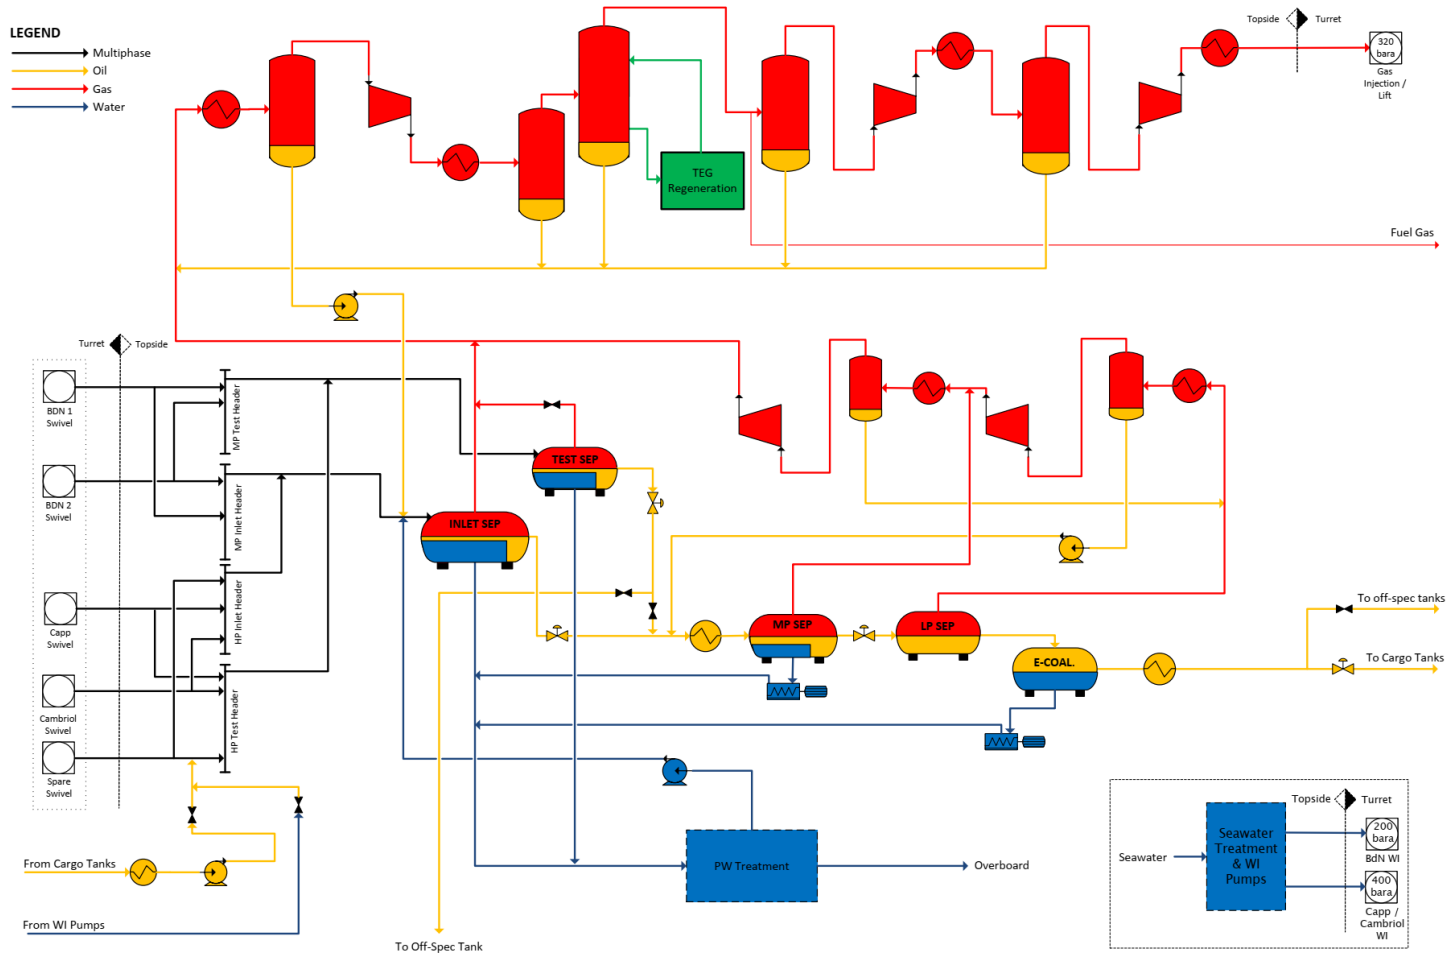 LEGEND
Multiphase
Oil
Gas
Water
Topside
Turret
320
bara
Gas
Injection /
Lift
TEG
Regeneration
Fuel Gas
Turret
Topside
BDN 1
Swivel
BDN 2
Swivel
Capp
Swivel
Cambriol
Swivel
Spare
Swivel
MP Test Header
MP Inlet Header
HP Inlet Header
HP Test Header
TEST SEP
INLET SEP
MP SEP
LP SEP
E-COAL.
To off-spec tanks
To Cargo Tanks
From Cargo Tanks
From WI Pumps
To Off-Spec Tank
PW Treatment
Overboard
Topside
Turret
Seawater
Seawater
Treatment
& WI
Pumps
200
bara
BdN WI
400
bara
Capp /
Cambriol
WI